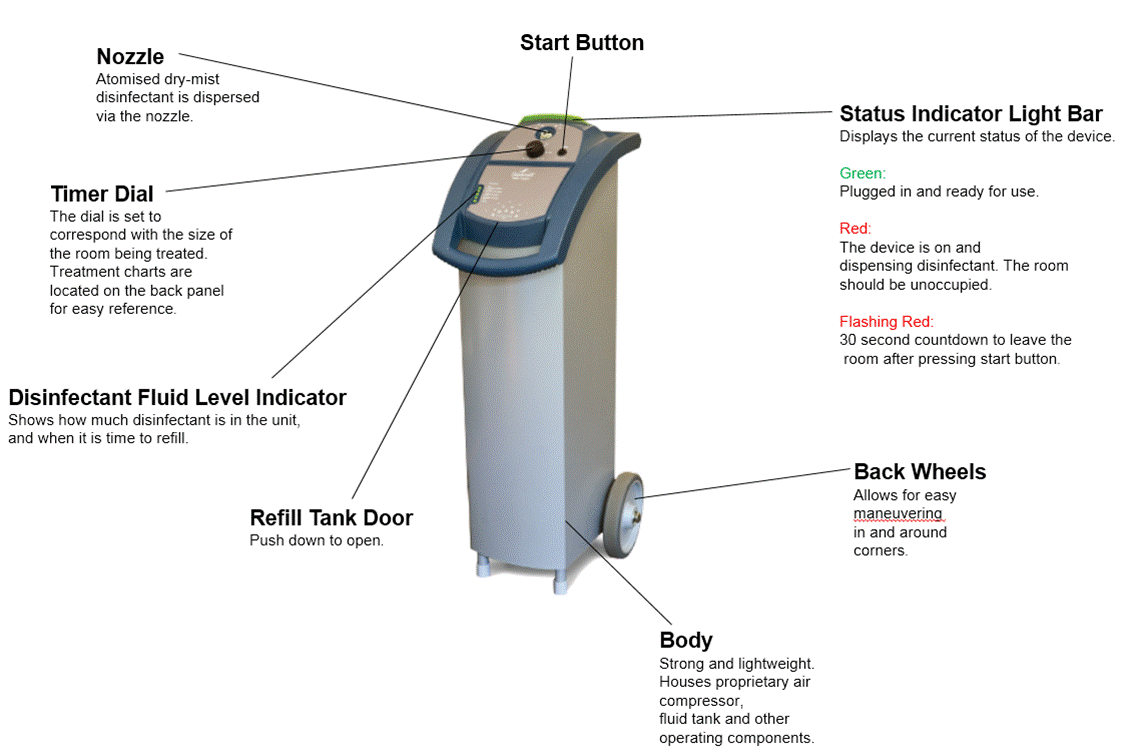 Nozzle
Atomised dry-mist
disinfectant is dispersed
via the nozzle.
Start Button
Status Indicator Light Bar
Displays the current status of the device.
Green:
Plugged in and ready for use.
Red:
The device is on and
dispensing disinfectant. The room
should be unoccupied.
Flashing Red:
30 second countdown to leave the
room after pressing start button.
Timer Dial
The dial is set to
correspond with the size of
the room being treated.
Treatment charts are
located on the back panel
for easy reference.
Disinfectant Fluid Level Indicator
Shows how much disinfectant is in the unit,
and when it is time to refill.
Refill Tank Door
Push down to open.
Back Wheels
Allows for easy
maneuvering
in and around
corners.
Body
Strong and lightweight.
Houses proprietary air
compressor,
fluid tank and other
operating components.